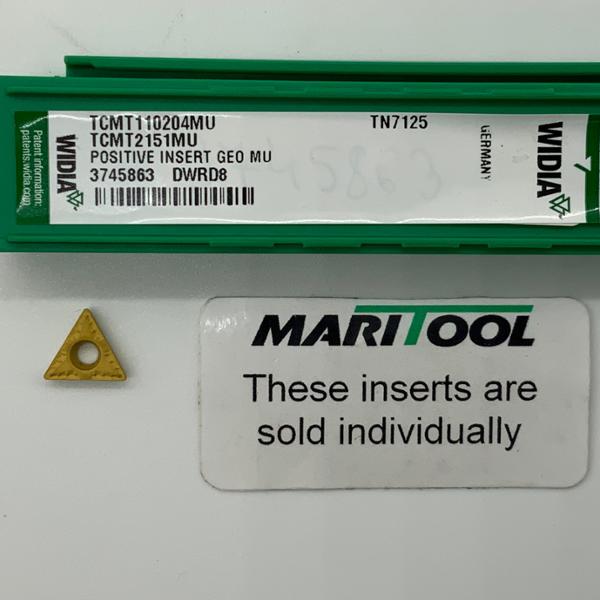 Patent information:
patents.widia.com
WIDIA
TCMT110204MU TN7125
TCMT2151MU
POSITIVE INSERT GEO MU
3745863 DWRD8
GERMANY
WIDIA
MARITOOL
These inserts are
sold individually